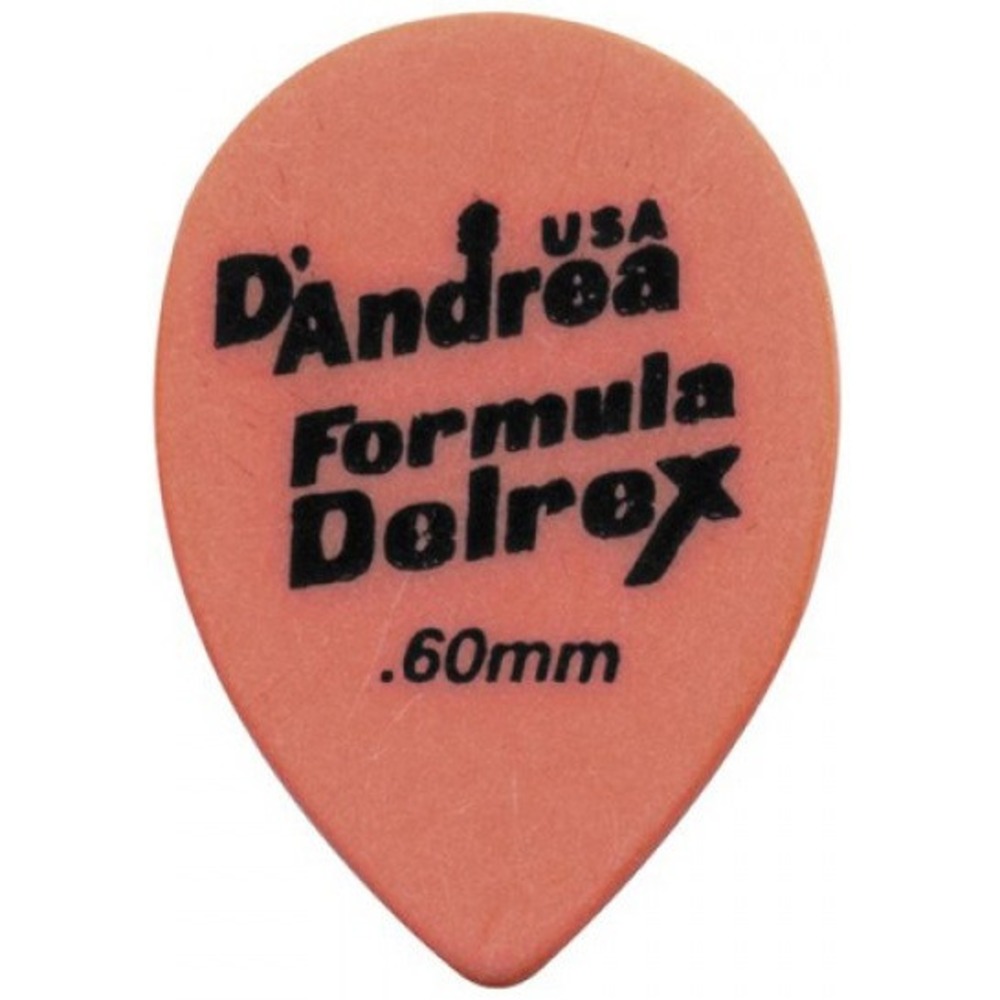 D'Andrea USA
Formula
Delrex
.60mm